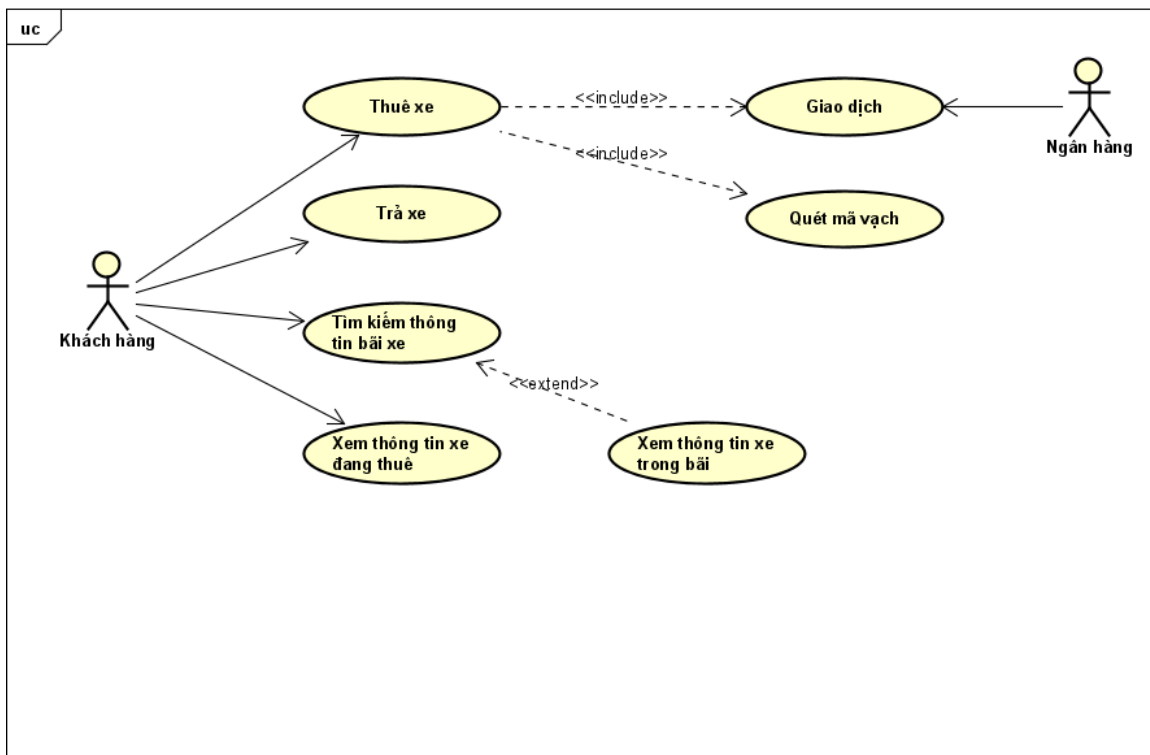 uc
Thuê xe
<<include>>
Giao dịch
Ngân hàng
<<include>>
Quét mã vạch
Trả xe
Khách hàng
Tìm kiếm thông
tin bãi xe
<<extend>>
Xem thông tin xe
đang thuê
Xem thông tin xe
trong bãi